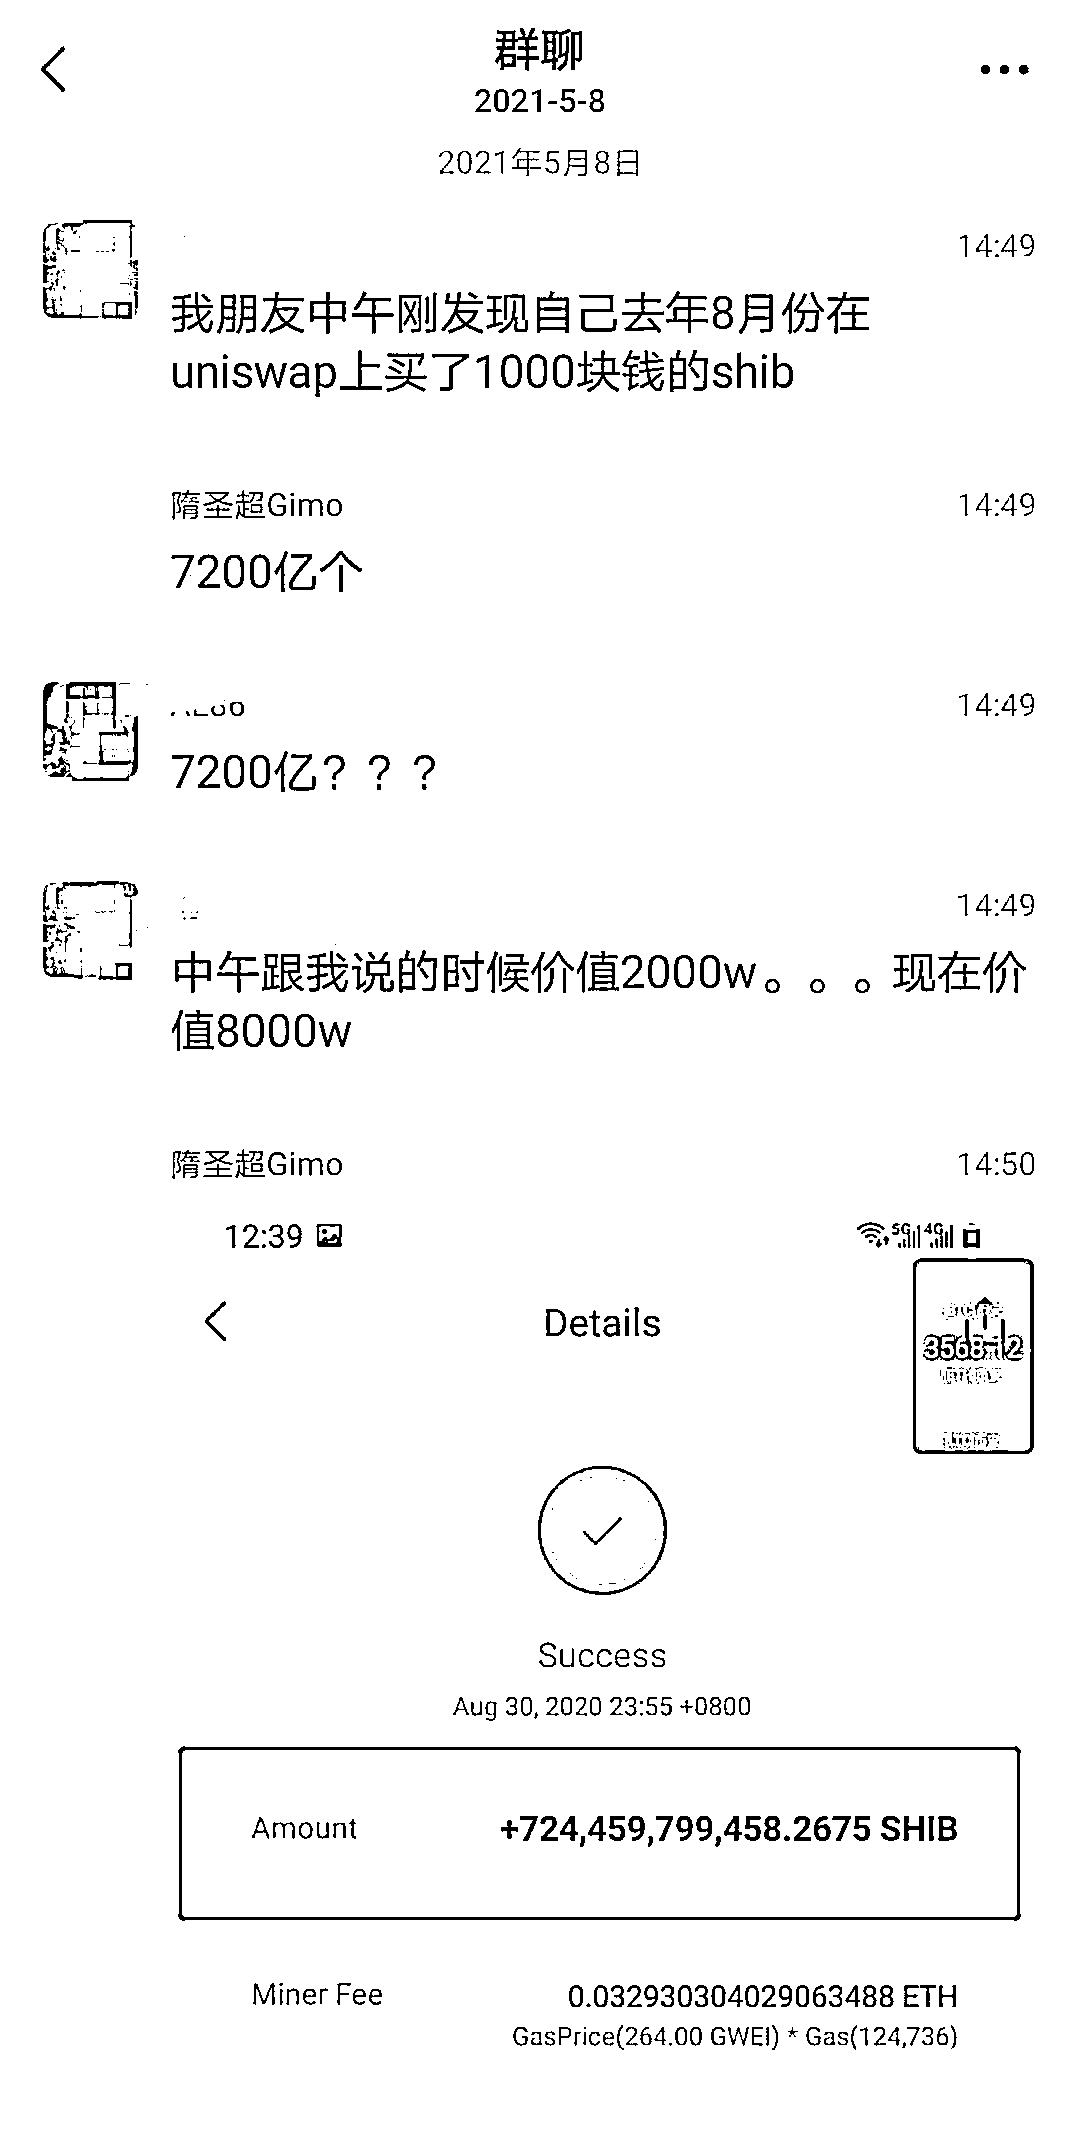 群聊
2021-5-8
2021年5月8日
14:49
我朋友中午刚发现自己去年8月份在
uniswap上买了1000块钱的shib
隋圣超Gimo 14:49
7200亿个
14:49
7200亿？？？
14:49
中午跟我说的时候价值2000w。。。现在价
值8000w
隋圣超Gimo 14:50
12:39 5G 4G
Details
3568-12
Success
Aug 30, 2020 23:55 +0800
Amount +724,459,799,458.2675 SHIB
Miner Fee 0.032930304029063488 ETH
GasPrice(264.00 GWEI) * Gas(124,736)